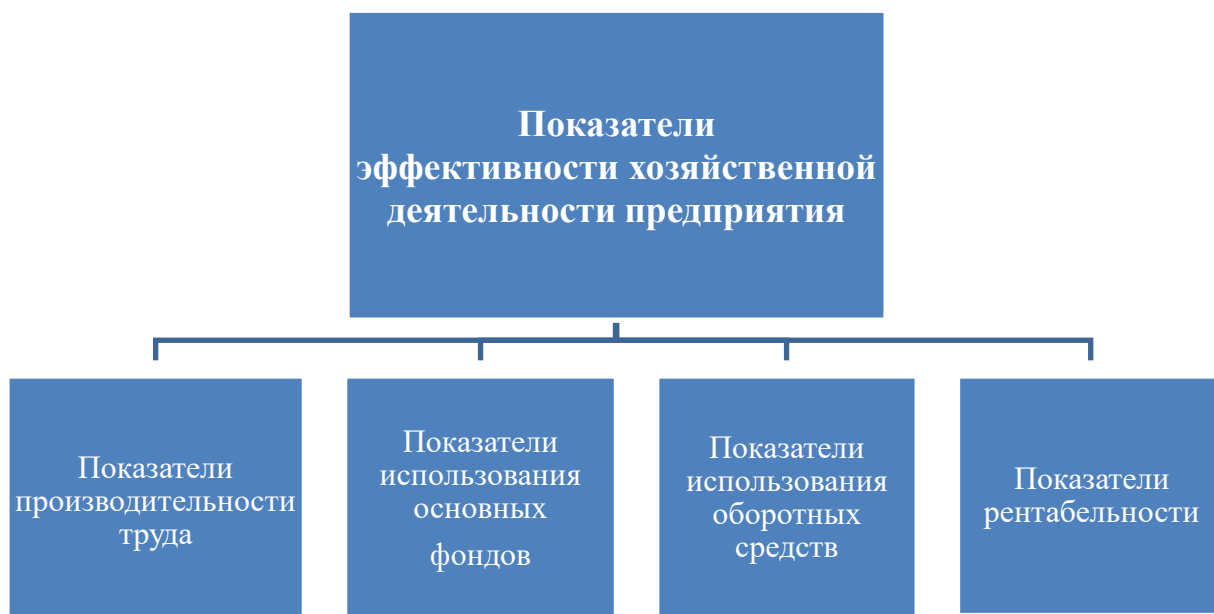 Показатели
эффективности хозяйственной
деятельности предприятия
Показатели
производительности
труда
Показатели
использования
основных
фондов
Показатели
использования
оборотных
средств
Показатели
рентабельности